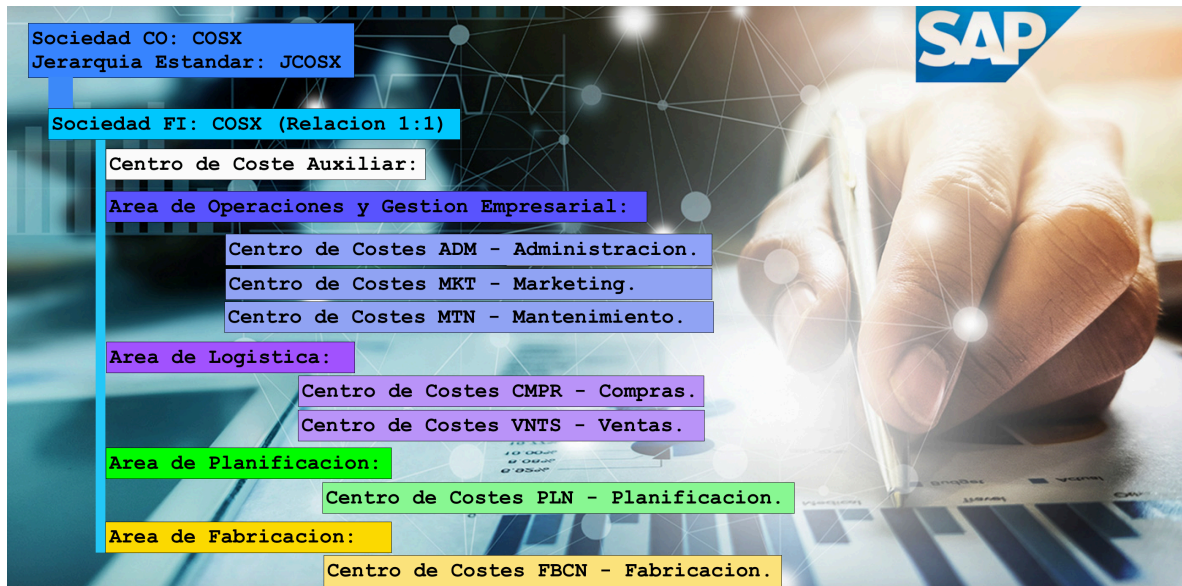 Sociedad CO: COSX
Jerarquia Estandar: JCOSX
SAP
Sociedad FI: COSX (Relacion 1:1)
Centro de Coste Auxiliar:
Area de Operaciones y Gestion Empresarial:
Centro de Costes ADM - Administracion.
Centro de Costes MKT - Marketing.
Centro de Costes MTN - Mantenimiento.
Area de Logistica:
Centro de Costes CMPR - Compras.
Centro de Costes VNTS - Ventas.
Area de Planificacion:
Centro de Costes PLN - Planificacion.
Area de Fabricacion:
Centro de Costes FBCN - Fabricacion.